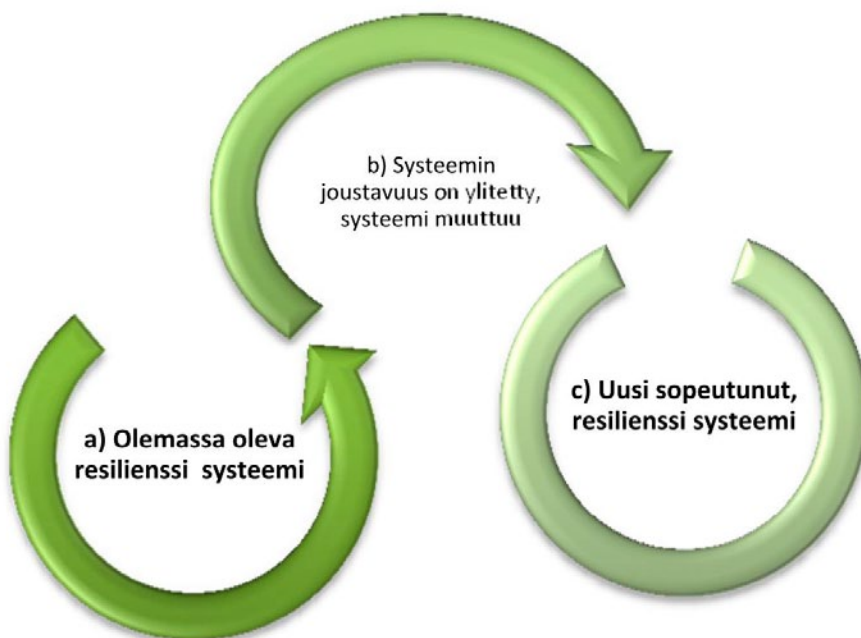 b) Systeemin
joustavuus on ylitetty,
systeemi muuttuu
a) Olemassa oleva
resilienssi systeemi
c) Uusi sopeutunut,
resilienssi systeemi